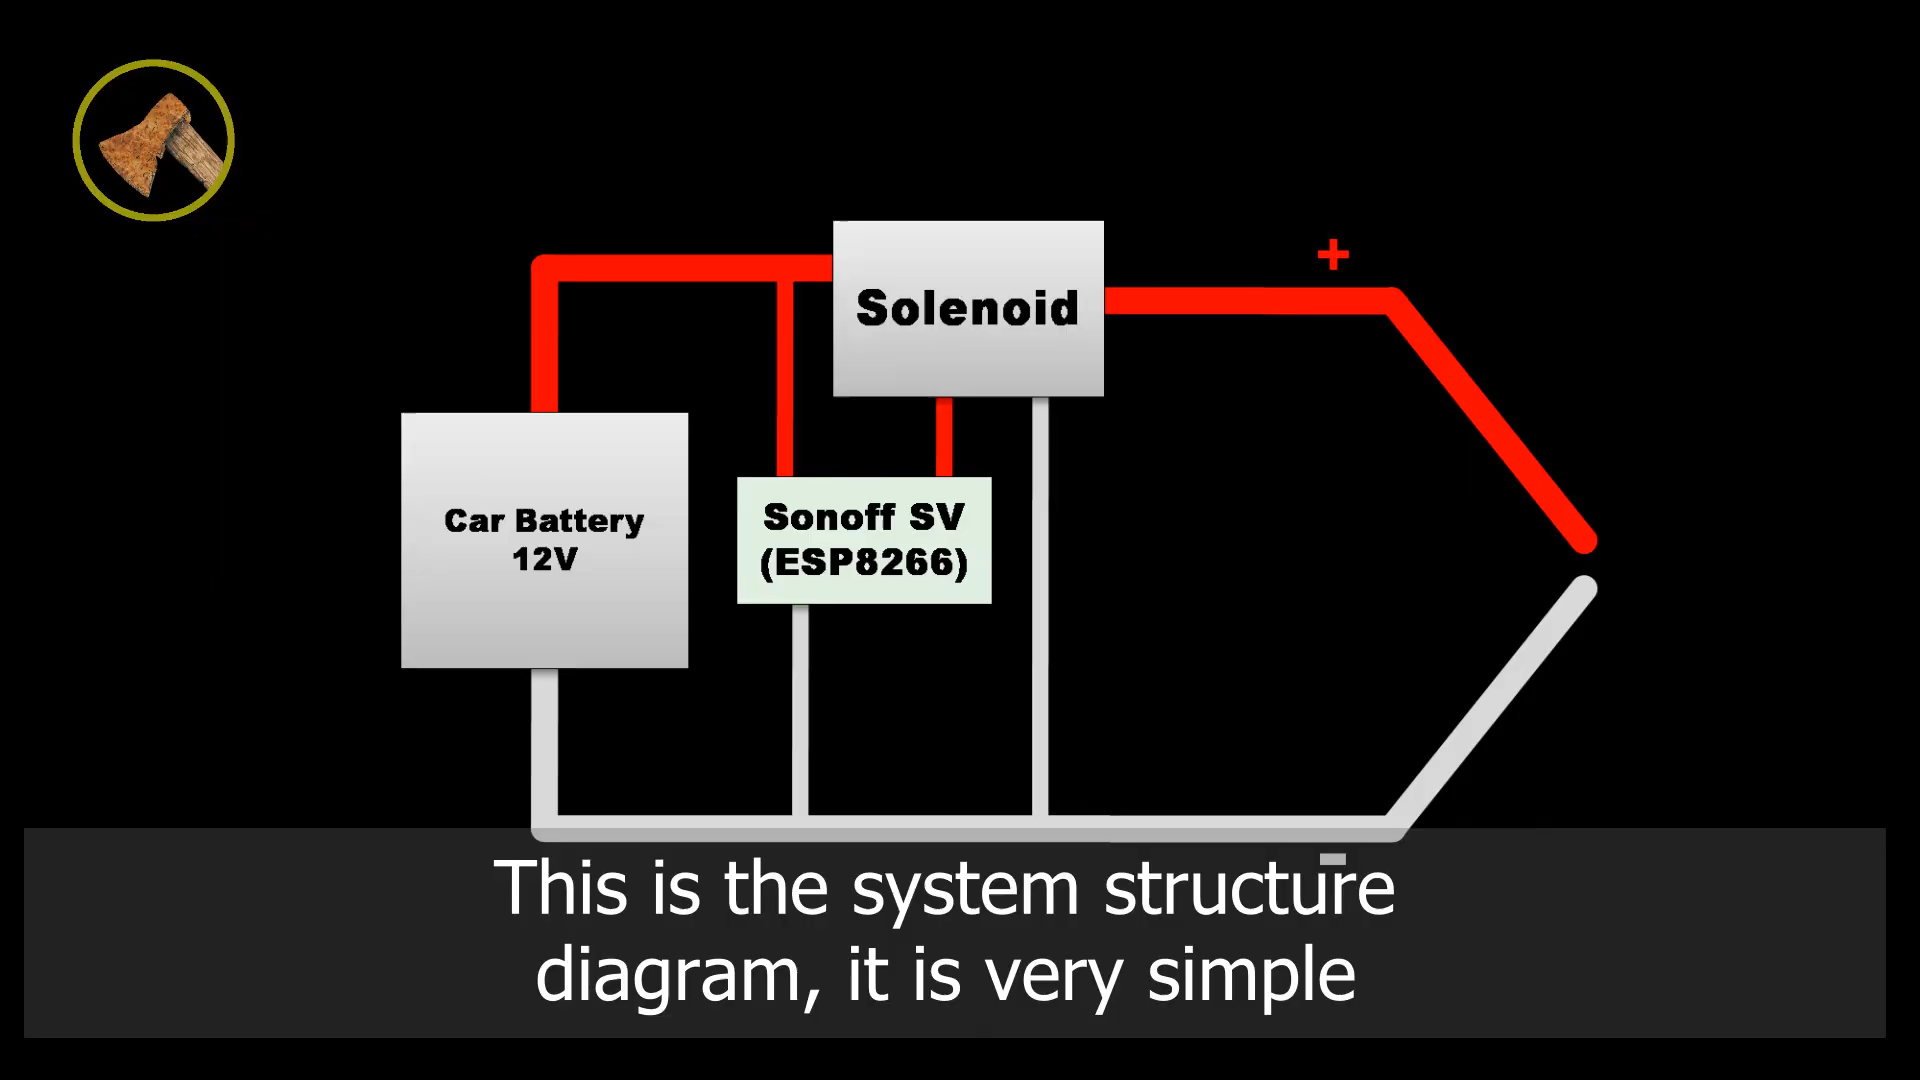 +
Solenoid
Car Battery
12V
Sonoff SV
(ESP8266)
-
This is the system structure
diagram, it is very simple